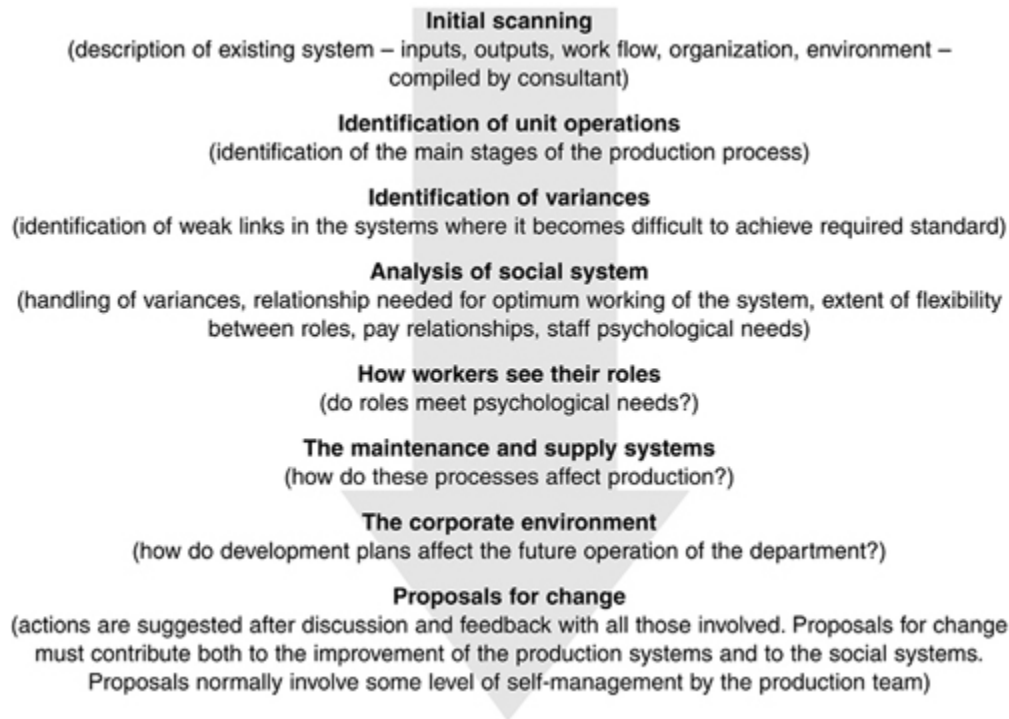 Initial scanning
(description of existing system – inputs, outputs, work flow, organization, environment –
compiled by consultant)
Identification of unit operations
(identification of the main stages of the production process)
Identification of variances
(identification of weak links in the systems where it becomes difficult to achieve required standard)
Analysis of social system
(handling of variances, relationship needed for optimum working of the system, extent of flexibility
between roles, pay relationships, staff psychological needs)
How workers see their roles
(do roles meet psychological needs?)
The maintenance and supply systems
(how do these processes affect production?)
The corporate environment
(how do development plans affect the future operation of the department?)
Proposals for change
(actions are suggested after discussion and feedback with all those involved. Proposals for change
must contribute both to the improvement of the production systems and to the social systems.
Proposals normally involve some level of self-management by the production team)